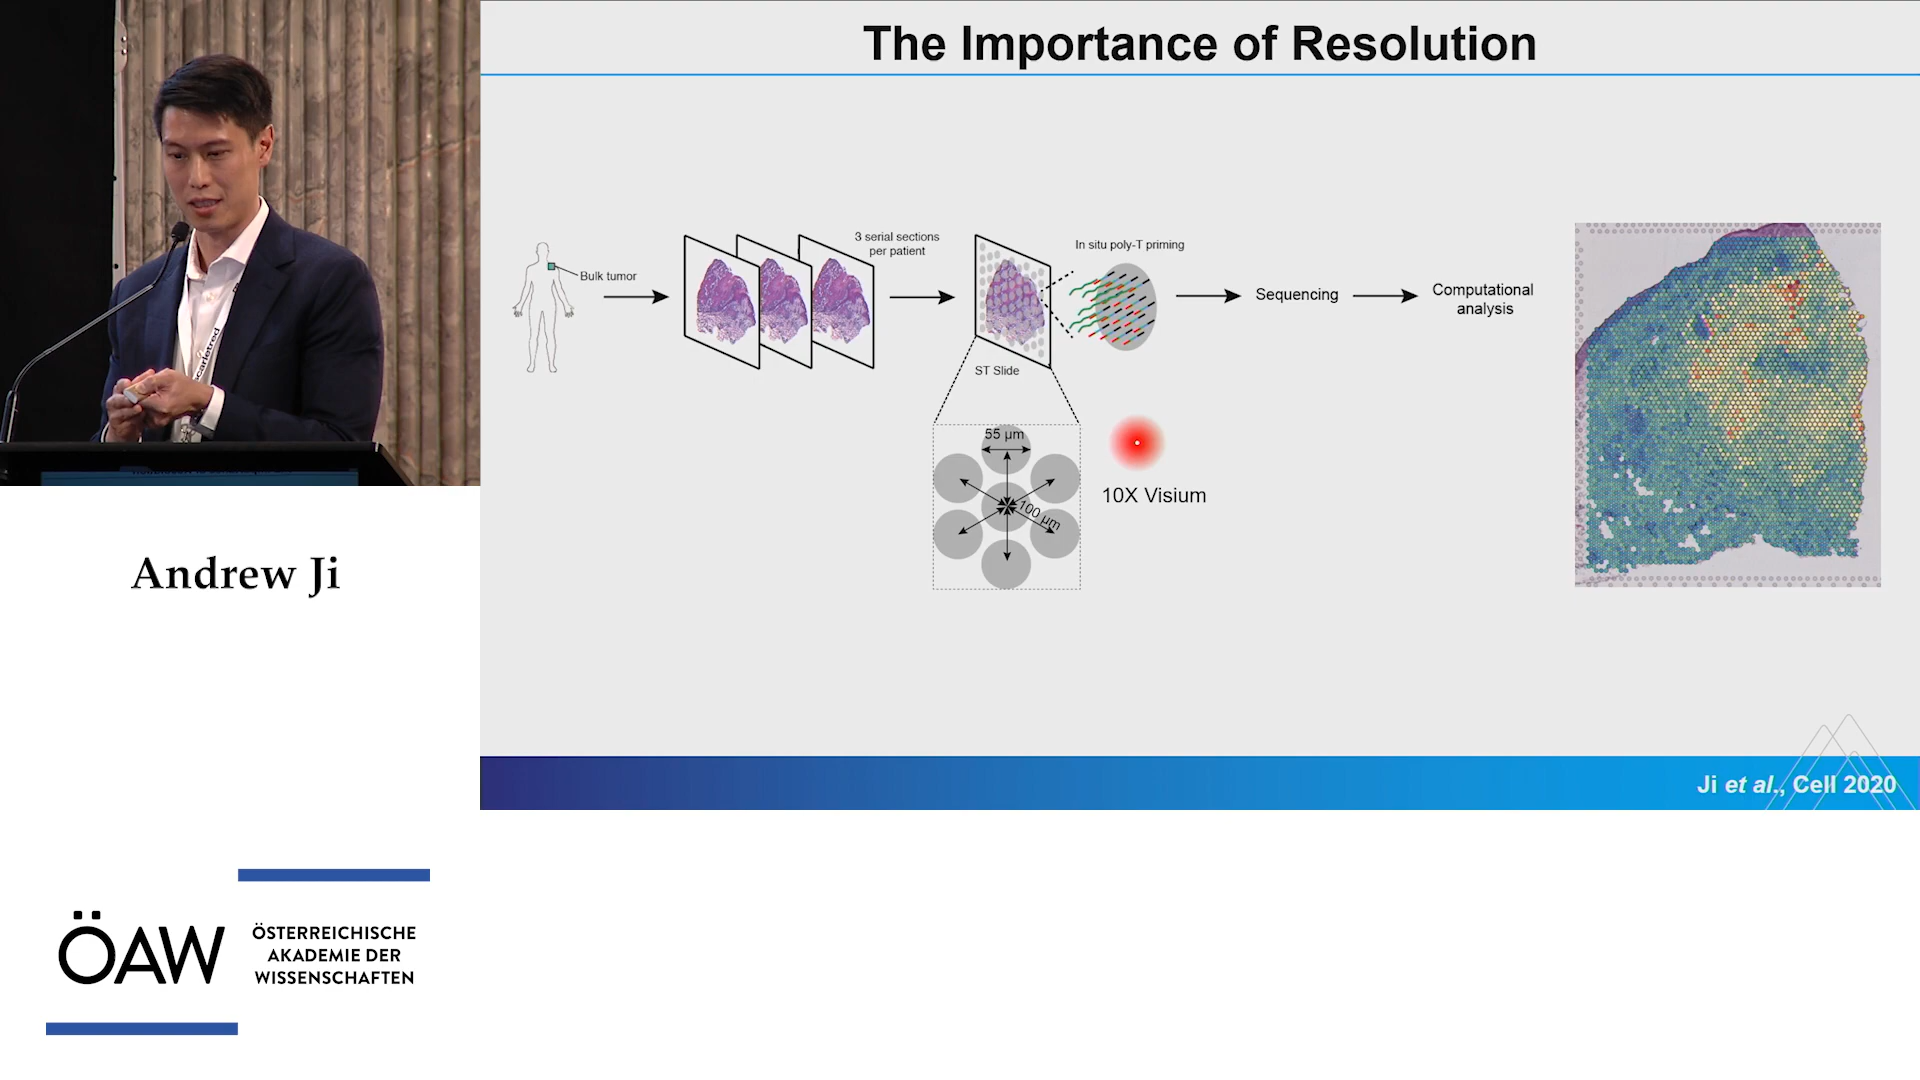 The Importance of Resolution
3 serial sections
per patient
In situ poly-T priming
Bulk tumor
Sequencing
Computational
analysis
ST Slide
55 µm
100 µm
10X Visium
Ji et al., Cell 2020
scarletred
Andrew Ji
ÖAW
ÖSTERREICHISCHE
AKADEMIE DER
WISSENSCHAFTEN